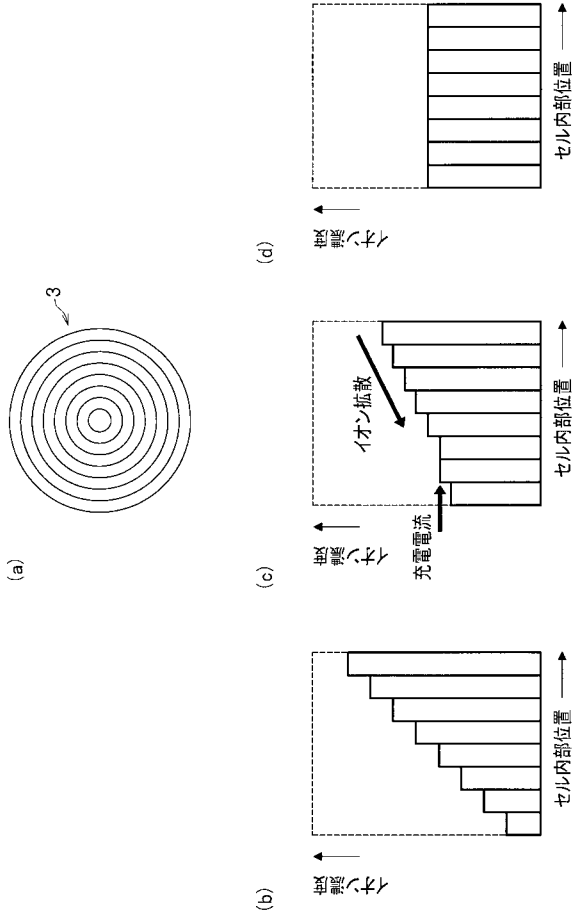 (a)
3
(b)
イオン濃度
セル内部位置
(c)
イオン濃度
イオン拡散
充電電流
セル内部位置
(d)
イオン濃度
セル内部位置